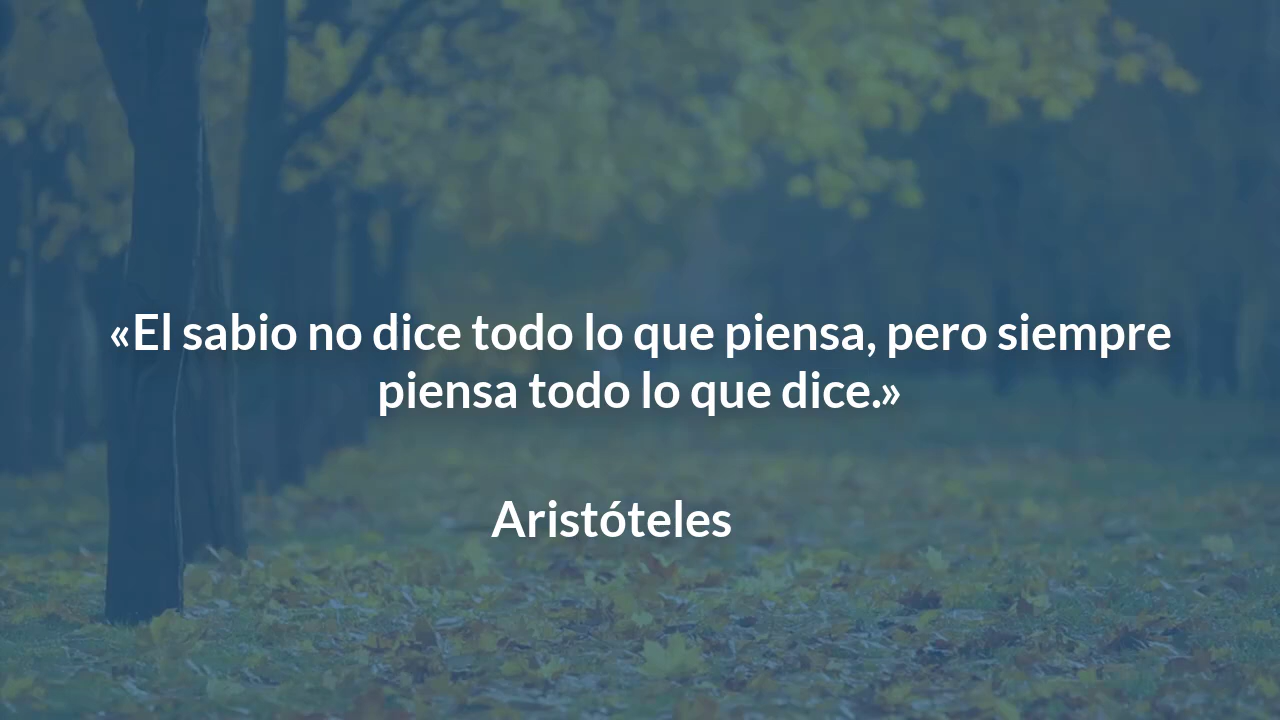 «El sabio no dice todo lo que piensa, pero siempre
piensa todo lo que dice.»
Aristóteles